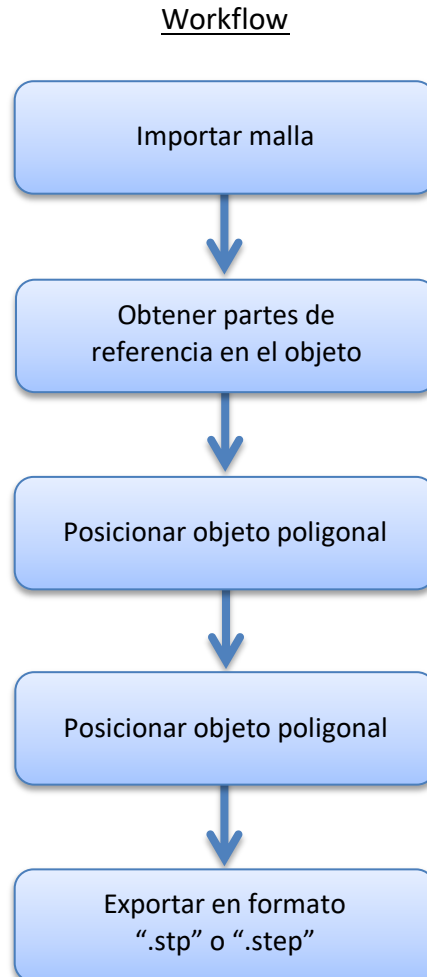 Workflow
Importar malla
Obtener partes de
referencia en el objeto
Posicionar objeto poligonal
Posicionar objeto poligonal
Exportar en formato
“.stp” o “.step”